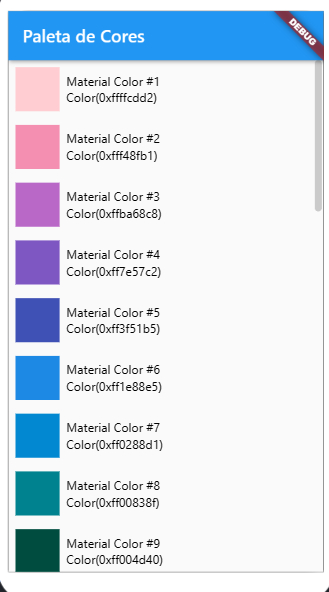 Paleta de Cores
DEBUG
Material Color #1
Color(0xffffcdd2)
Material Color #2
Color(0xfff48fb1)
Material Color #3
Color(0xffba68c8)
Material Color #4
Color(0xff7e57c2)
Material Color #5
Color(0xff3f51b5)
Material Color #6
Color(0xff1e88e5)
Material Color #7
Color(0xff0288d1)
Material Color #8
Color(0xff00838f)
Material Color #9
Color(0xff004d40)